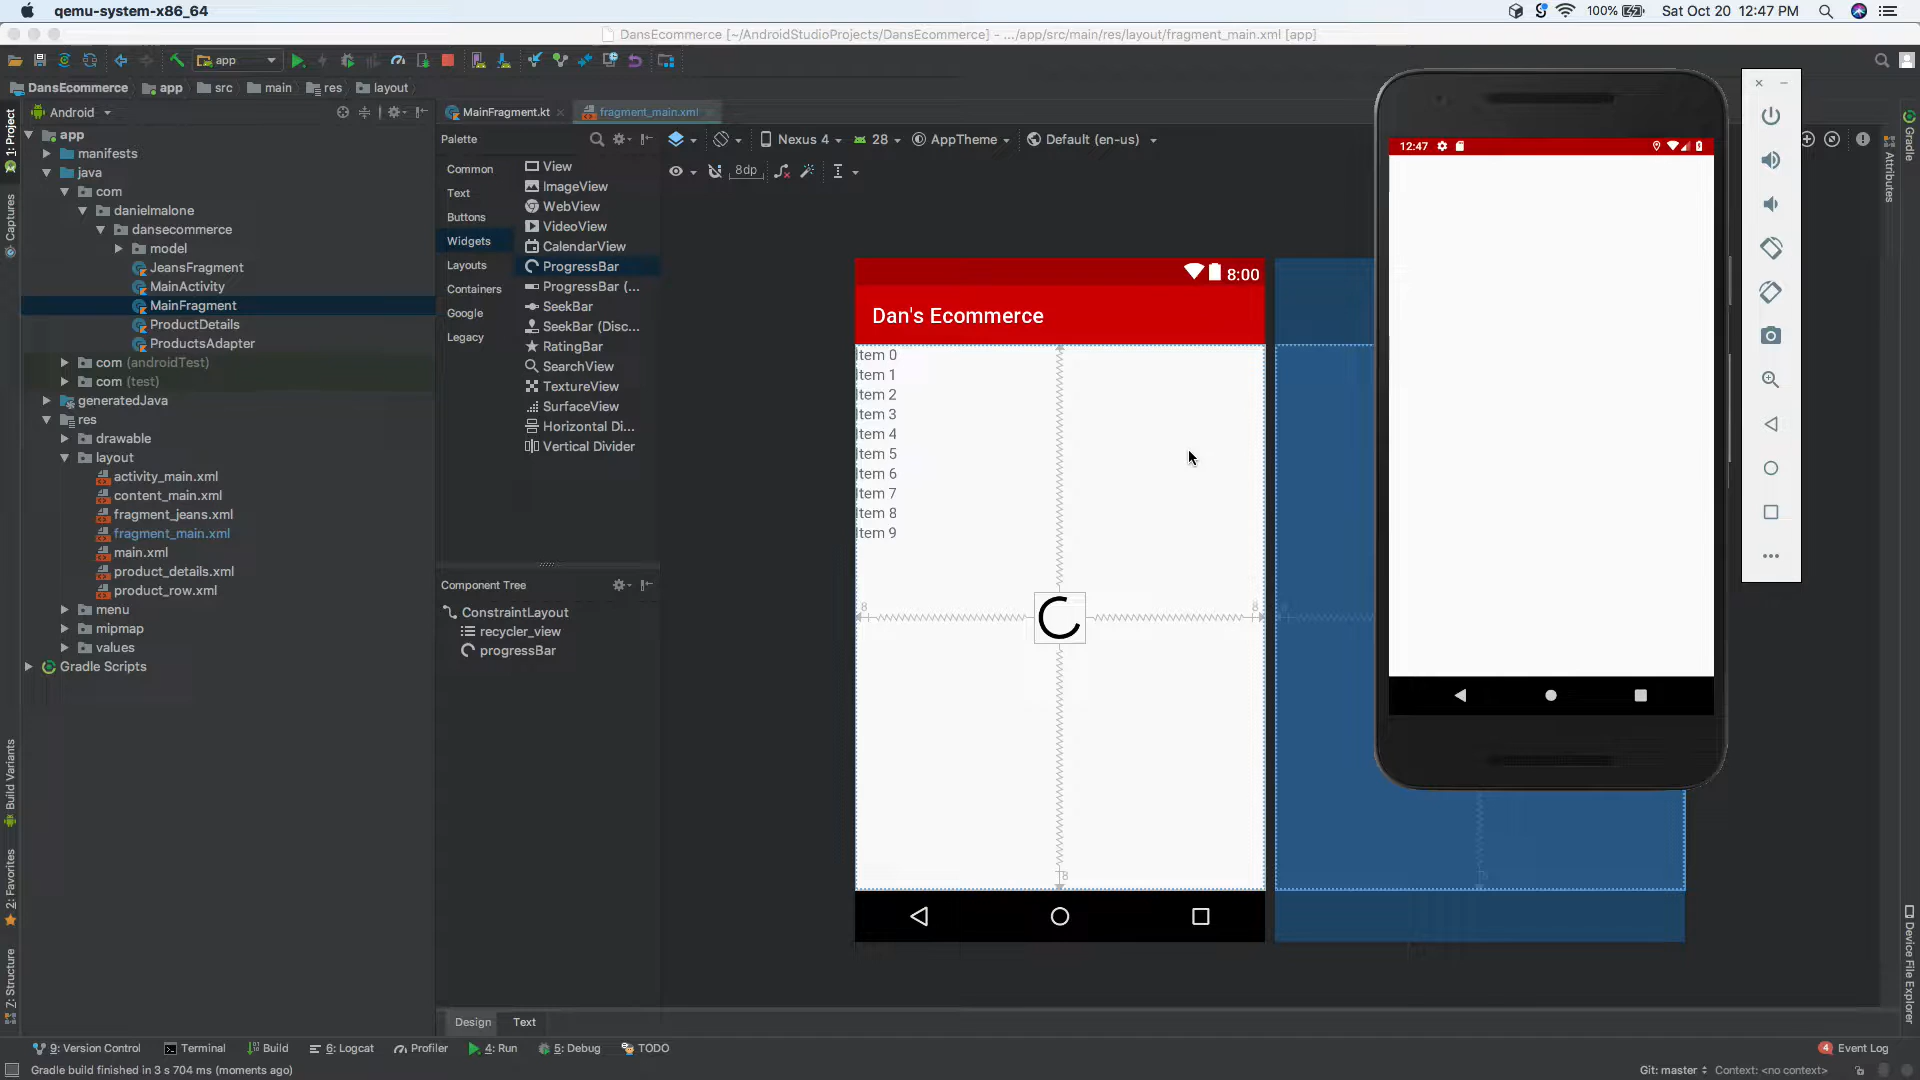 qemu-system-x86_64
100%
Sat Oct 20 12:47 PM
DansEcommerce [~/AndroidStudioProjects/DansEcommerce] - .../app/src/main/res/layout/fragment_main.xml [app]
app
DansEcommerce
app
src
main
res
layout
1: Project
Captures
Build Variants
2: Favorites
7: Structure
Android
app
manifests
java
com
danielmalone
dansecommerce
model
JeansFragment
MainActivity
MainFragment
ProductDetails
ProductsAdapter
com (androidTest)
com (test)
generatedJava
res
drawable
layout
activity_main.xml
content_main.xml
fragment_jeans.xml
fragment_main.xml
main.xml
product_details.xml
product_row.xml
menu
mipmap
values
Gradle Scripts
MainFragment.kt
fragment_main.xml
Palette
Common
Text
Buttons
Widgets
Layouts
Containers
Google
Legacy
View
ImageView
WebView
VideoView
CalendarView
ProgressBar
ProgressBar (...
SeekBar
SeekBar (Disc...
RatingBar
SearchView
TextureView
SurfaceView
Horizontal Di...
Vertical Divider
Component Tree
ConstraintLayout
recycler_view
progressBar
Nexus 4
28
AppTheme
Default (en-us)
8dp
8:00
Dan's Ecommerce
Item 0
Item 1
Item 2
Item 3
Item 4
Item 5
Item 6
Item 7
Item 8
Item 9
8
8
8
12:47
Gradle
Attributes
Device File Explorer
Design
Text
9: Version Control
Terminal
Build
6: Logcat
Profiler
4: Run
5: Debug
TODO
4
Event Log
Gradle build finished in 3 s 704 ms (moments ago)
Git: master
Context: <no context>